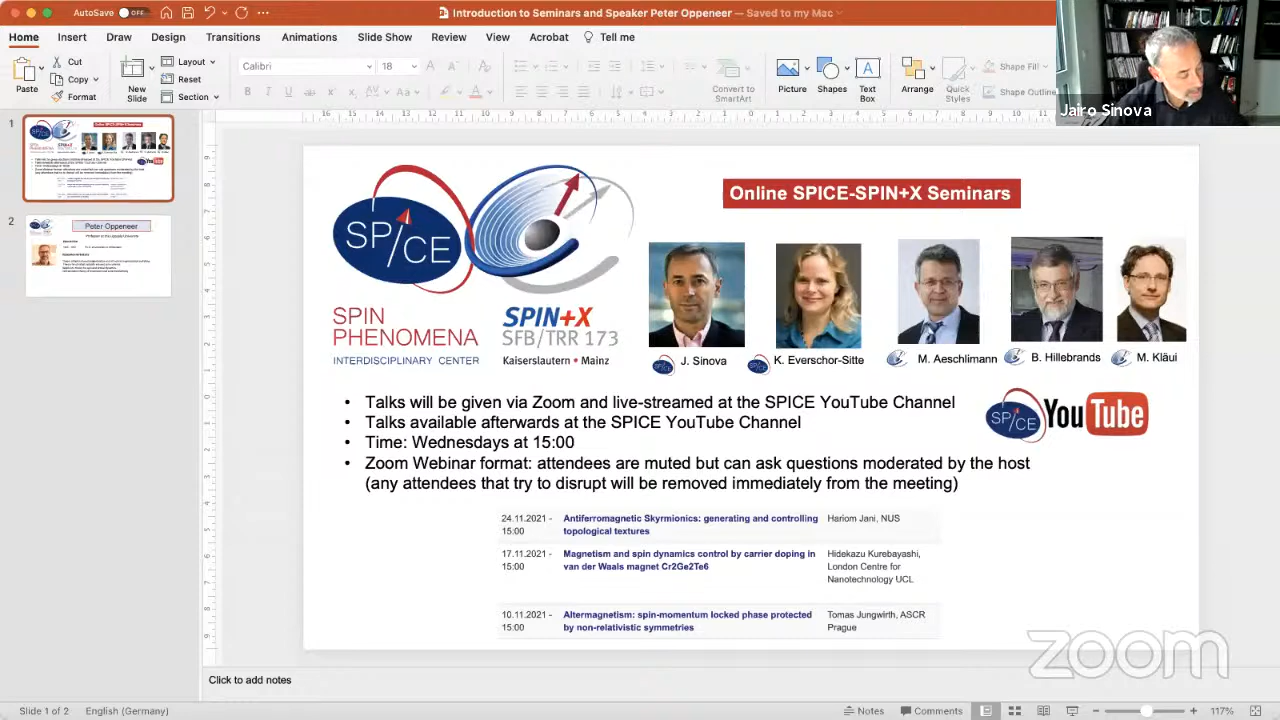 AutoSave OFF
Introduction to Seminars and Speaker Peter Oppeneer — Saved to my Mac
Home Insert Draw Design Transitions Animations Slide Show Review View Acrobat Tell me
Paste
Cut
Copy
Format
New Slide
Layout
Reset
Section
Calibri
18
Convert to SmartArt
Picture
Shapes
Text Box
Arrange
Quick Styles
Shape Fill
Shape Outline
Jairo Sinova
1
2
Peter Oppeneer
SPICE
SPIN
PHENOMENA
INTERDISCIPLINARY CENTER
SPIN+X
SFB/TRR 173
Kaiserslautern • Mainz
Online SPICE-SPIN+X Seminars
J. Sinova
K. Everschor-Sitte
M. Aeschlimann
B. Hillebrands
M. Kläui
• Talks will be given via Zoom and live-streamed at the SPICE YouTube Channel
• Talks avaiable afterwards at the SPICE YouTube Channel
• Time: Wednesdays at 15:00
• Zoom Webinar format: attendees are muted but can ask questions moderated by the host
(any attendees that try to disrupt will be removed immediately from the meeting)
SPICE
YouTube
24.11.2021 - Antiferromagnetic Skyrmionics: generating and controlling Hariom Jani, NUS
15:00 topological textures
17.11.2021 - Magnetism and spin dynamics control by carrier doping in Hidekazu Kurebayashi,
15:00 van der Waals magnet Cr2Ge2Te6 London Centre for
Nanotechnology UCL
10.11.2021 - Altermagnetism: spin-momentum locked phase protected Tomas Jungwirth, ASCR
15:00 by non-relativistic symmetries Prague
zoom
Click to add notes
Slide 1 of 2 English (Germany) Notes Comments 117%